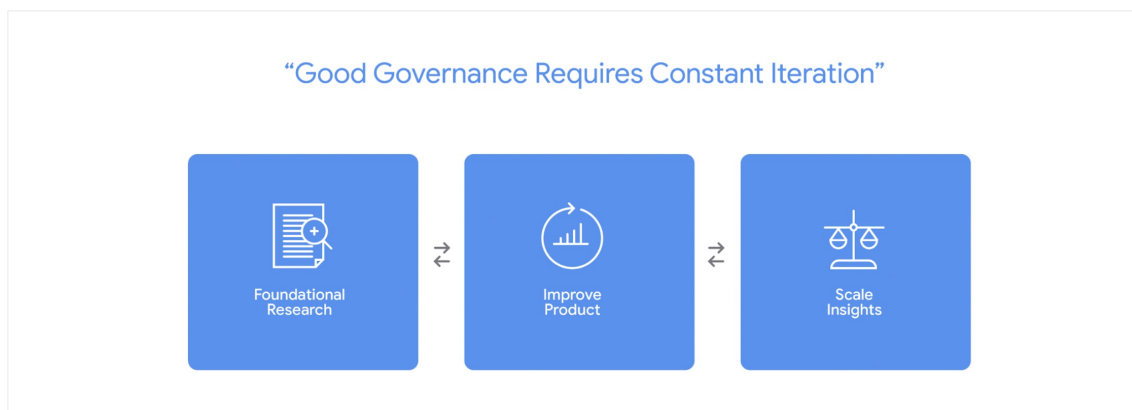 “Good Governance Requires Constant Iteration”
Foundational
Research
Improve
Product
Scale
Insights